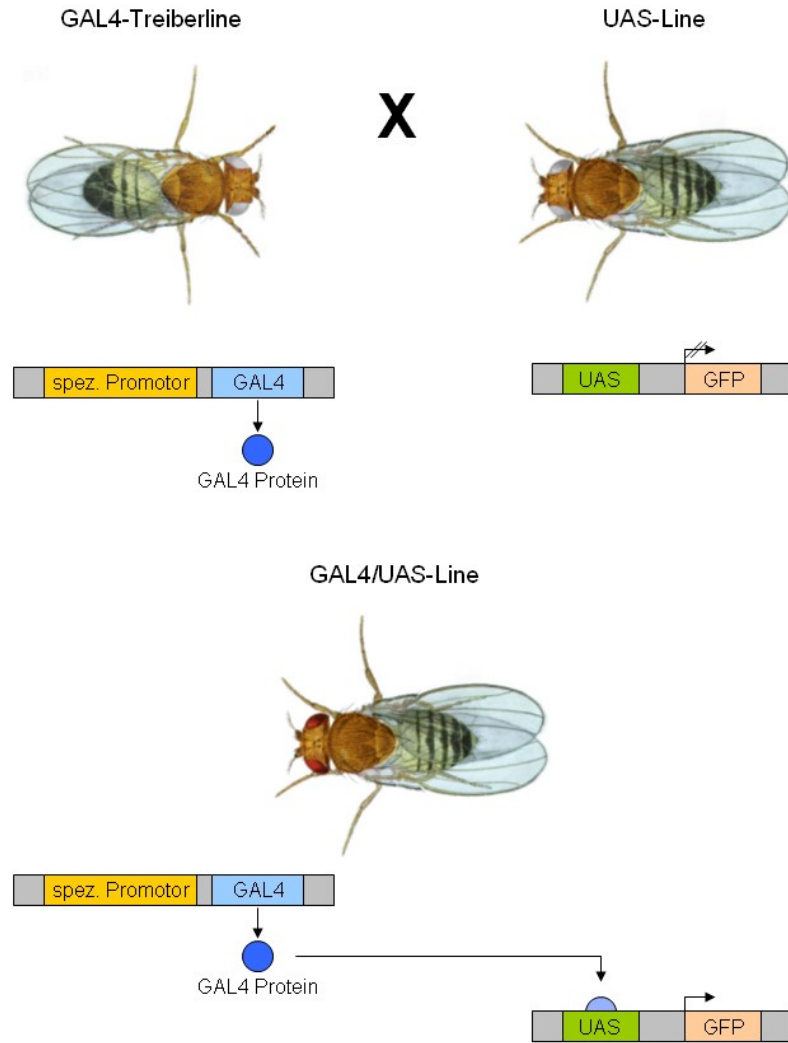 GAL4-Treiberline
UAS-Line
X
spez. Promotor GAL4
GAL4 Protein
UAS GFP
GAL4/UAS-Line
spez. Promotor GAL4
GAL4 Protein
UAS GFP